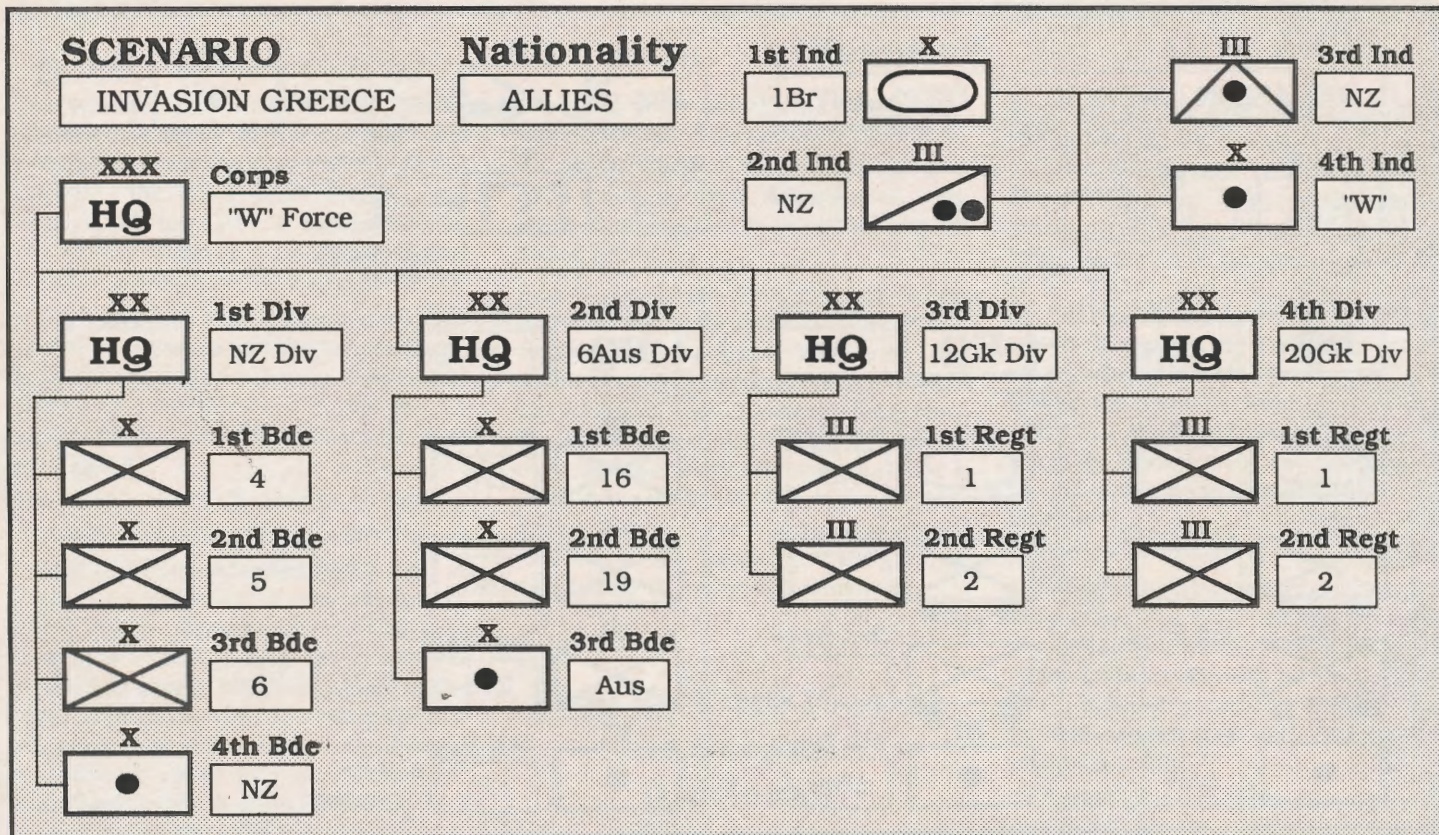 SCENARIO
Nationality
INVASION GREECE
ALLIES
1st Ind
X
1Br
III
3rd Ind
NZ
2nd Ind
III
NZ
X
4th Ind
"W"
XXX
HQ
Corps
"W" Force
XX
HQ
1st Div
NZ Div
XX
HQ
2nd Div
6Aus Div
XX
HQ
3rd Div
12Gk Div
XX
HQ
4th Div
20Gk Div
X
1st Bde
4
X
1st Bde
16
III
1st Regt
1
III
1st Regt
1
X
2nd Bde
5
X
2nd Bde
19
III
2nd Regt
2
III
2nd Regt
2
X
3rd Bde
6
X
3rd Bde
Aus
X
4th Bde
NZ